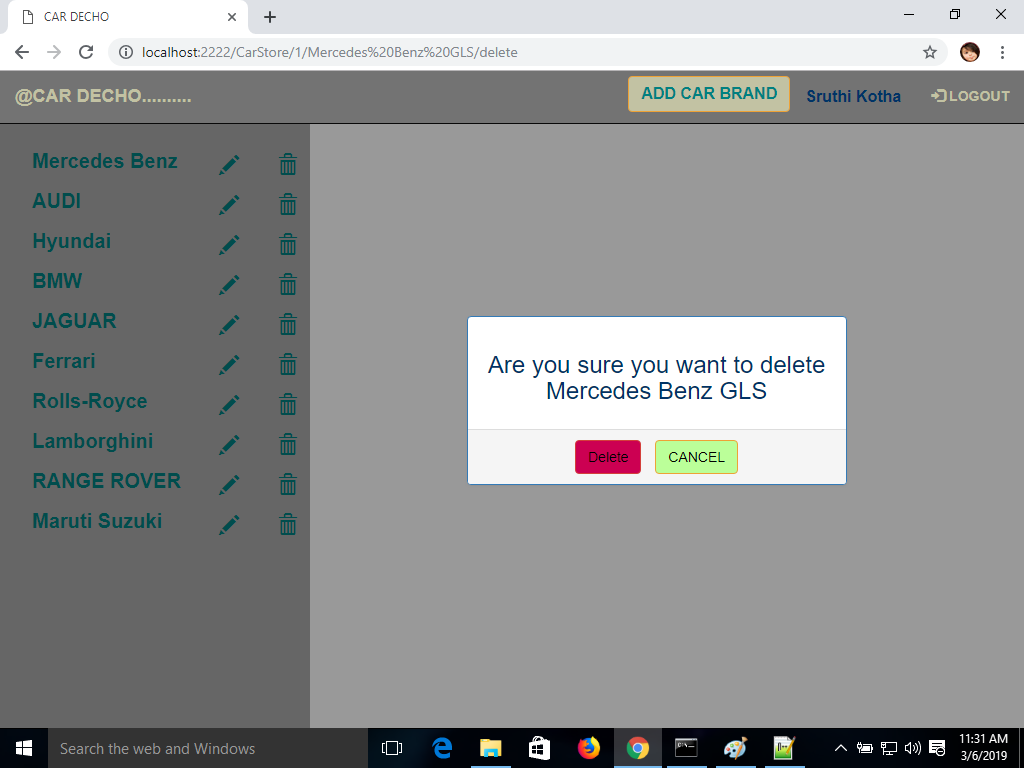 CAR DECHO
localhost:2222/CarStore/1/Mercedes%20Benz%20GLS/delete
@CAR DECHO..........
ADD CAR BRAND
Sruthi Kotha
LOGOUT
Mercedes Benz
AUDI
Hyundai
BMW
JAGUAR
Ferrari
Rolls-Royce
Lamborghini
RANGE ROVER
Maruti Suzuki
Are you sure you want to delete
Mercedes Benz GLS
Delete
CANCEL
Search the web and Windows
11:31 AM
3/6/2019